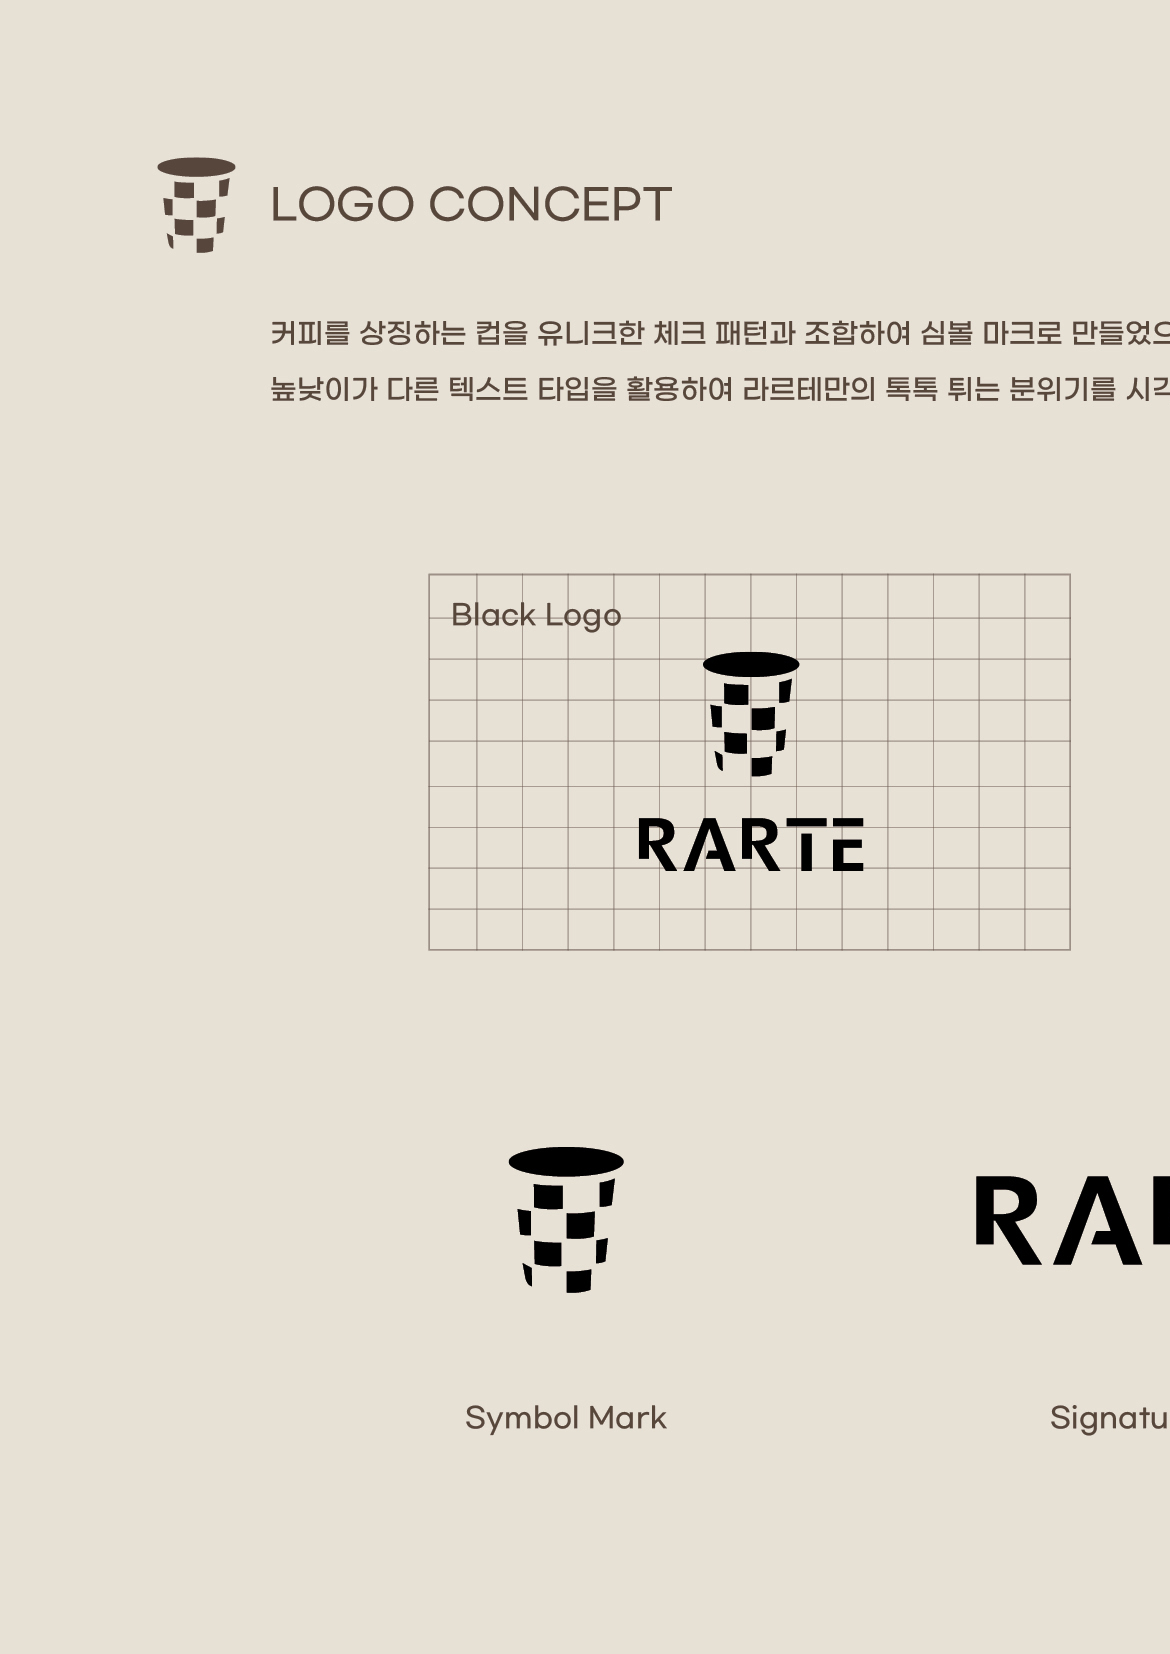 LOGO CONCEPT
커피를 상징하는 컵을 유니크한 체크 패턴과 조합하여 심볼 마크로 만들었으
높낮이가 다른 텍스트 타입을 활용하여 라르테만의 톡톡 튀는 분위기를
Black Logo
RARTE
RA
Symbol Mark